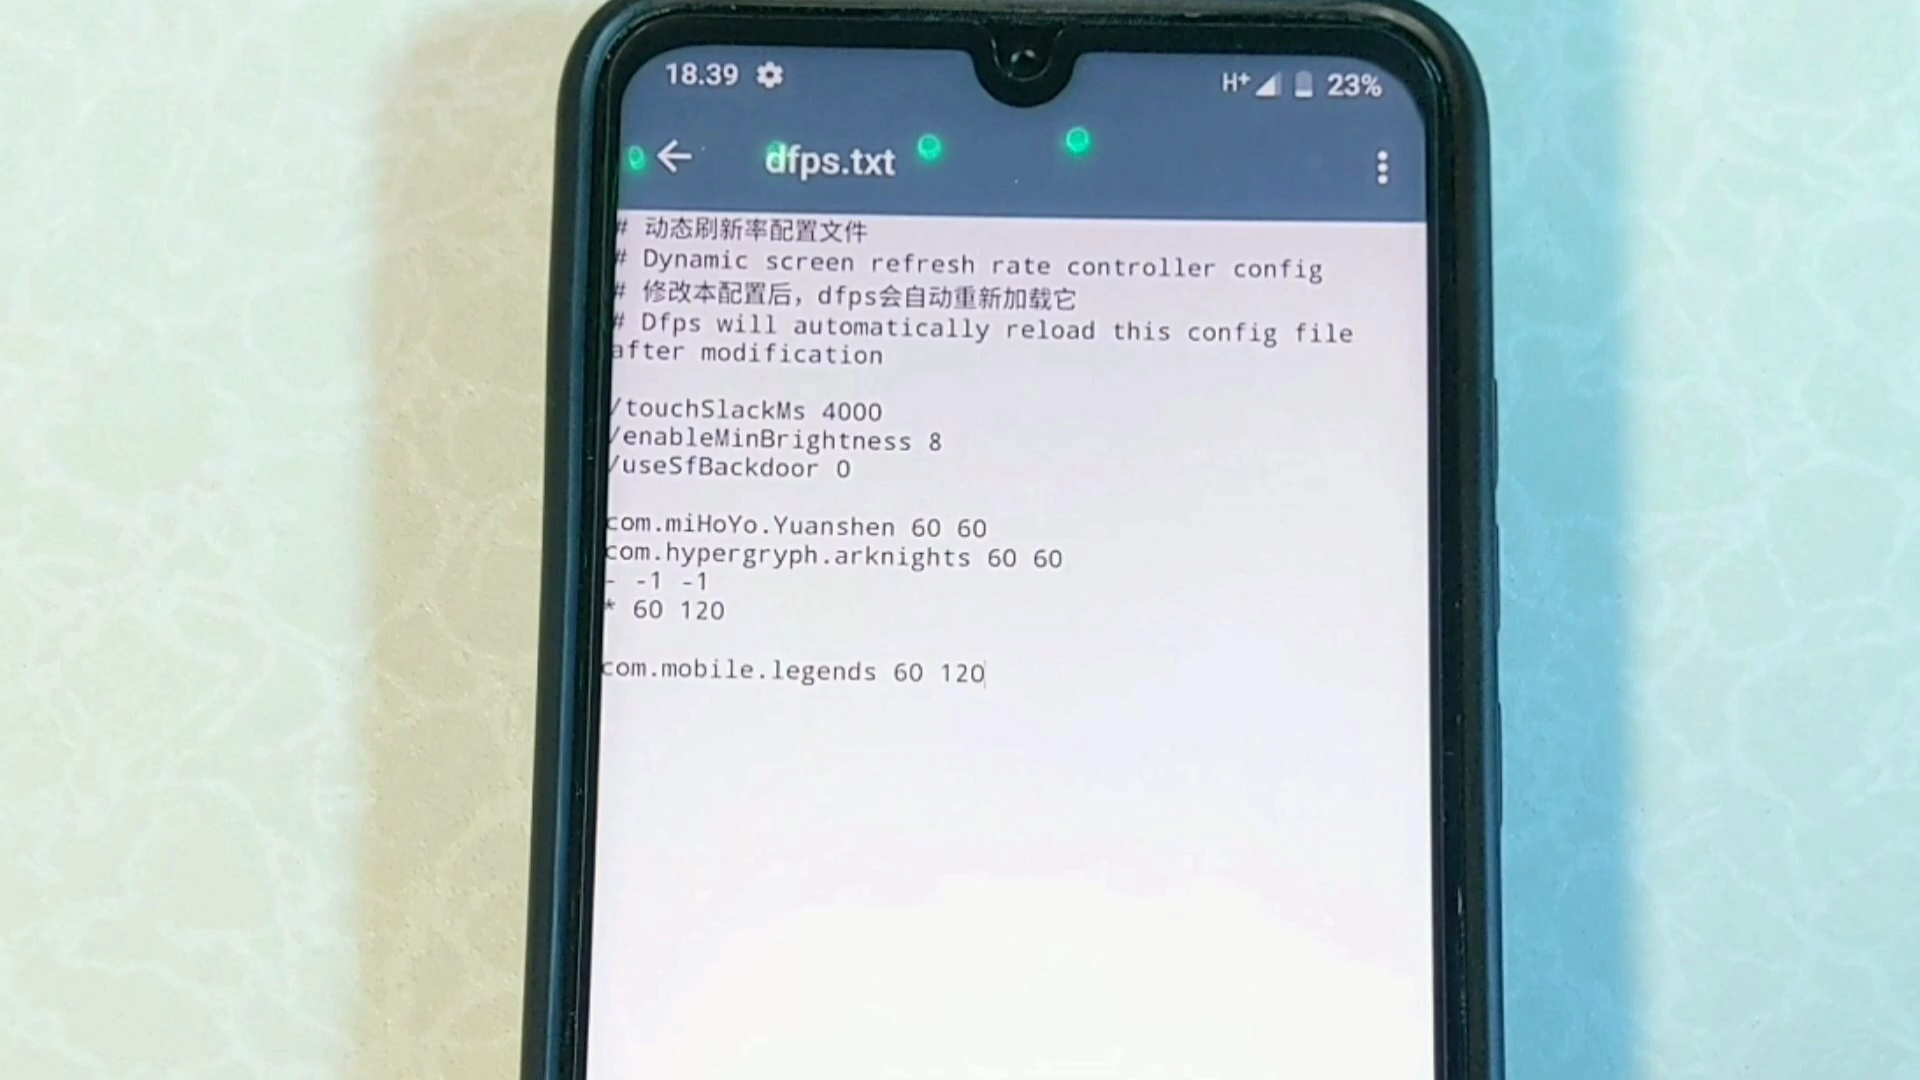 18.39
H+ 23%
dfps.txt
# 动态刷新率配置文件
# Dynamic screen refresh rate controller config
# 修改本配置后，dfps会自动重新加载它
# Dfps will automatically reload this config file
after modification
/touchSlackMs 4000
/enableMinBrightness 8
/useSfBackdoor 0
com.miHoYo.Yuanshen 60 60
com.hypergryph.arknights 60 60
- -1 -1
* 60 120
com.mobile.legends 60 120